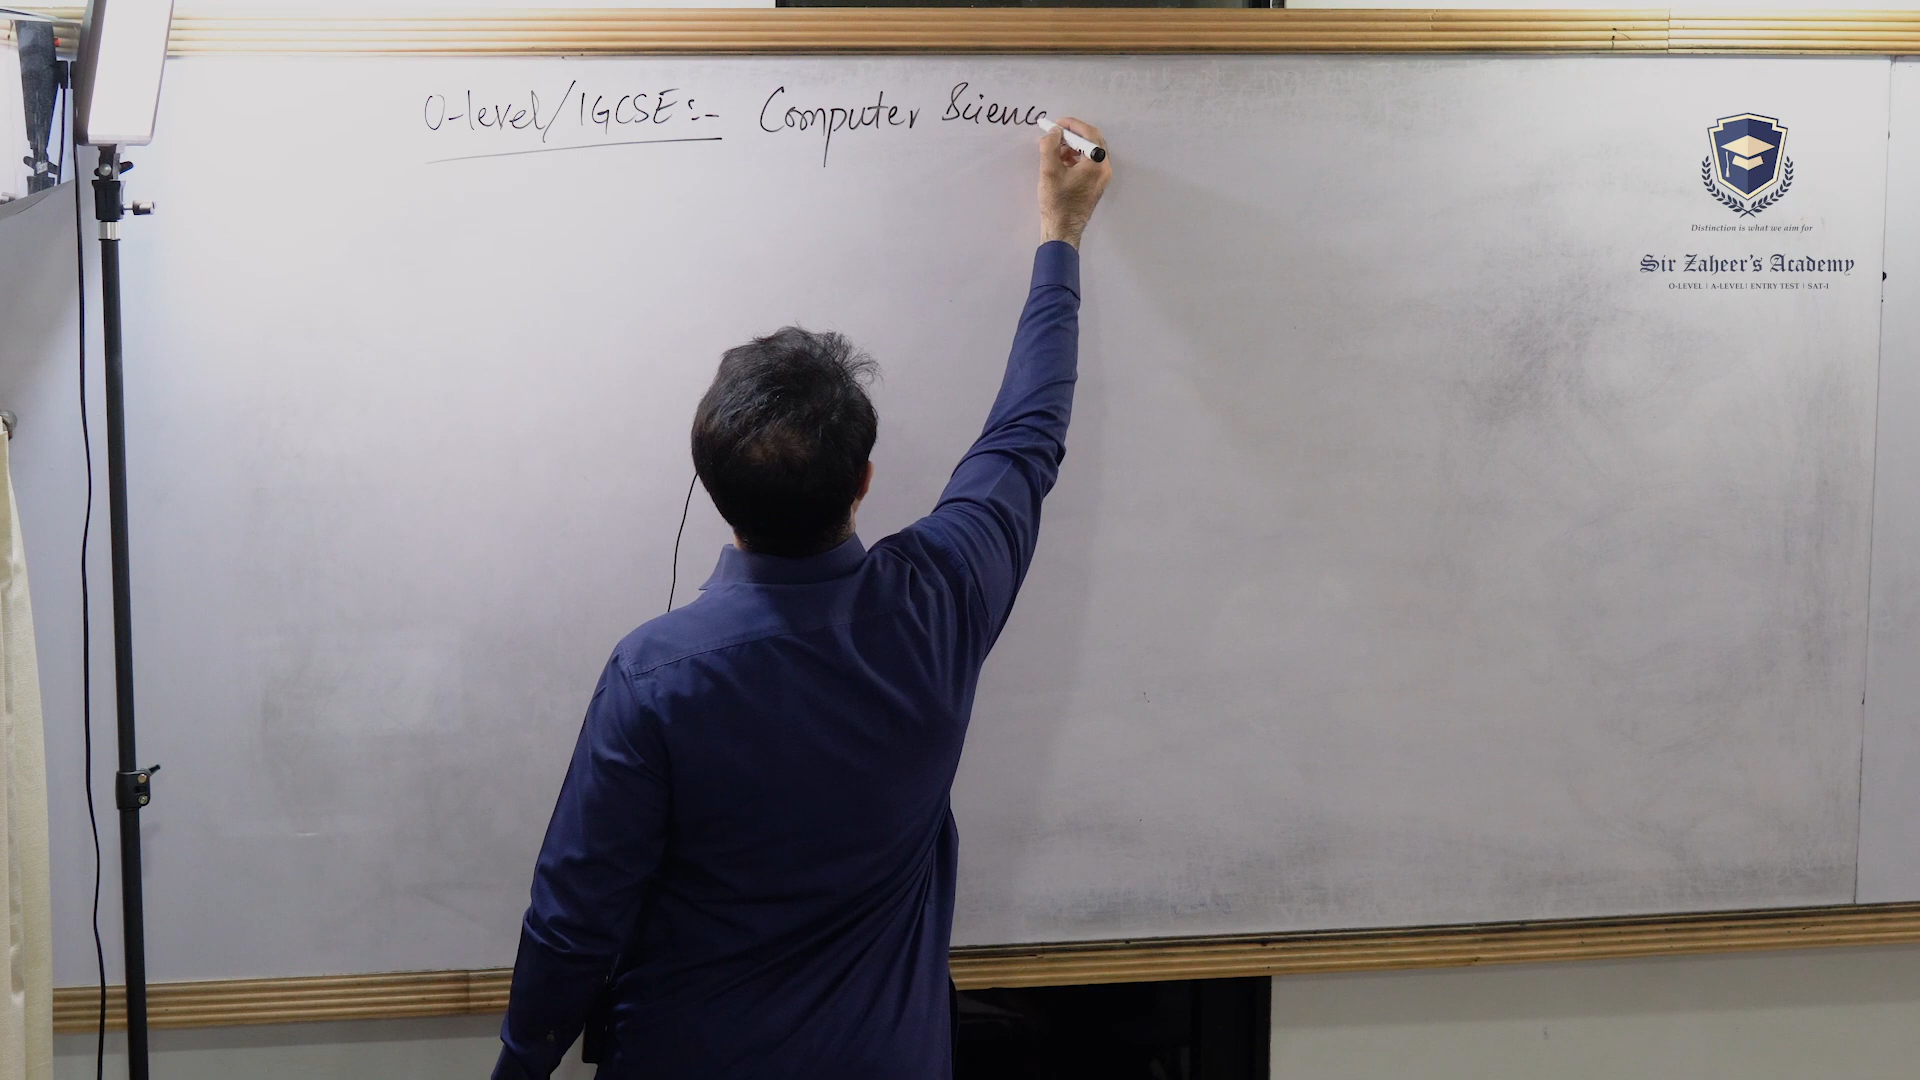 O-level/IGCSE:- Computer Science
Distinction is what we aim for
Sir Zaheer's Academy
O-LEVEL | A-LEVEL | ENTRY TEST | SAT-I